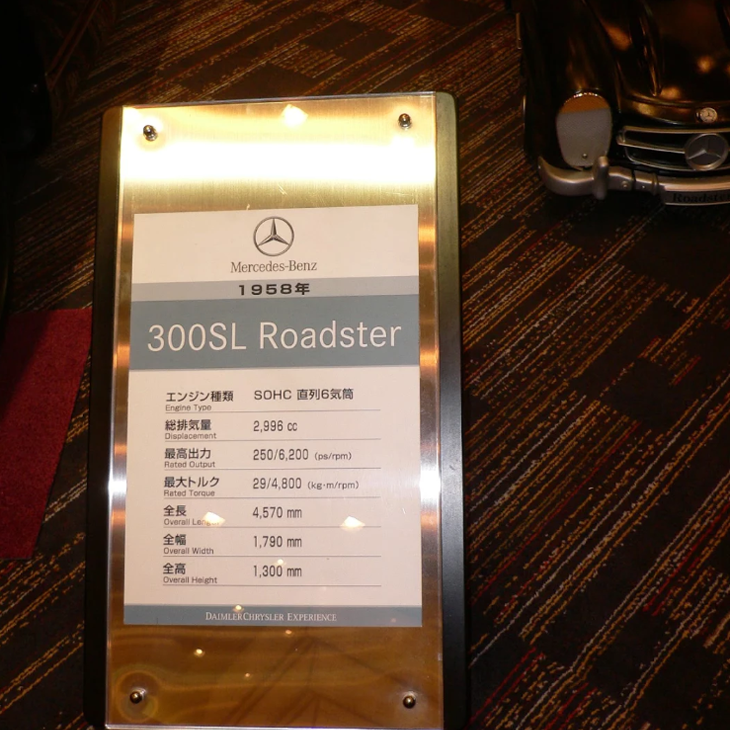 Mercedes-Benz
1958年
300SL Roadster
エンジン種類 SOHC 直列6気筒
Engine Type
総排気量 2,996 cc
Displacement
最高出力 250/6,200 (ps/rpm)
Rated Output
最大トルク 29/4,800 (kg·m/rpm)
Rated Torque
全長 4,570 mm
Overall Length
全幅 1,790 mm
Overall Width
全高 1,300 mm
Overall Height
DAIMLERCHRYSLER EXPERIENCE
Roadster